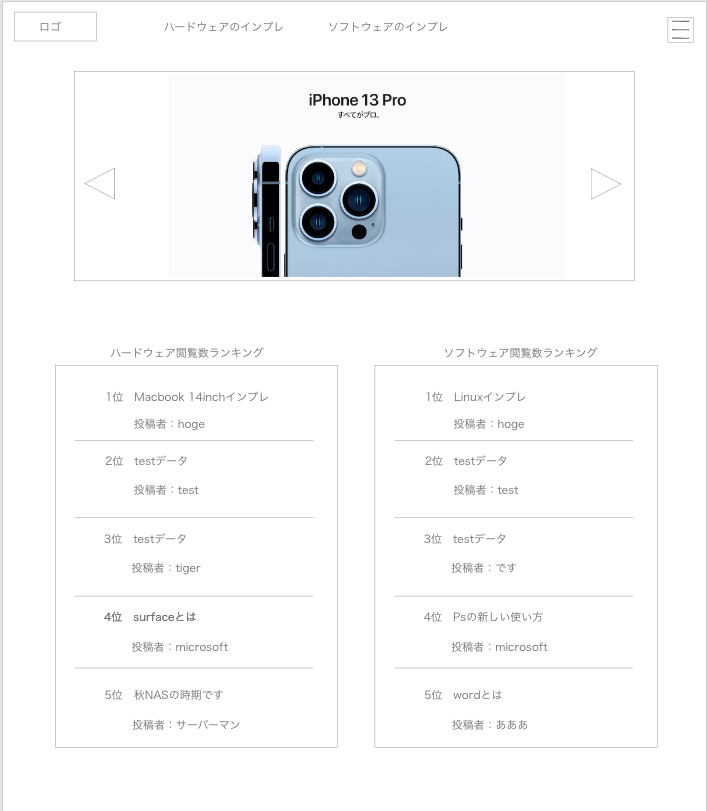 ロゴ ハードウェアのインプレ ソフトウェアのインプレ
iPhone 13 Pro
すべてがプロ。
ハードウェア閲覧数ランキング
1位 Macbook 14inchインプレ
投稿者：hoge
2位 testデータ
投稿者：test
3位 testデータ
投稿者：tiger
4位 surfaceとは
投稿者：microsoft
5位 秋NASの時期です
投稿者：サーバーマン
ソフトウェア閲覧数ランキング
1位 Linuxインプレ
投稿者：hoge
2位 testデータ
投稿者：test
3位 testデータ
投稿者：です
4位 Psの新しい使い方
投稿者：microsoft
5位 wordとは
投稿者：あああ